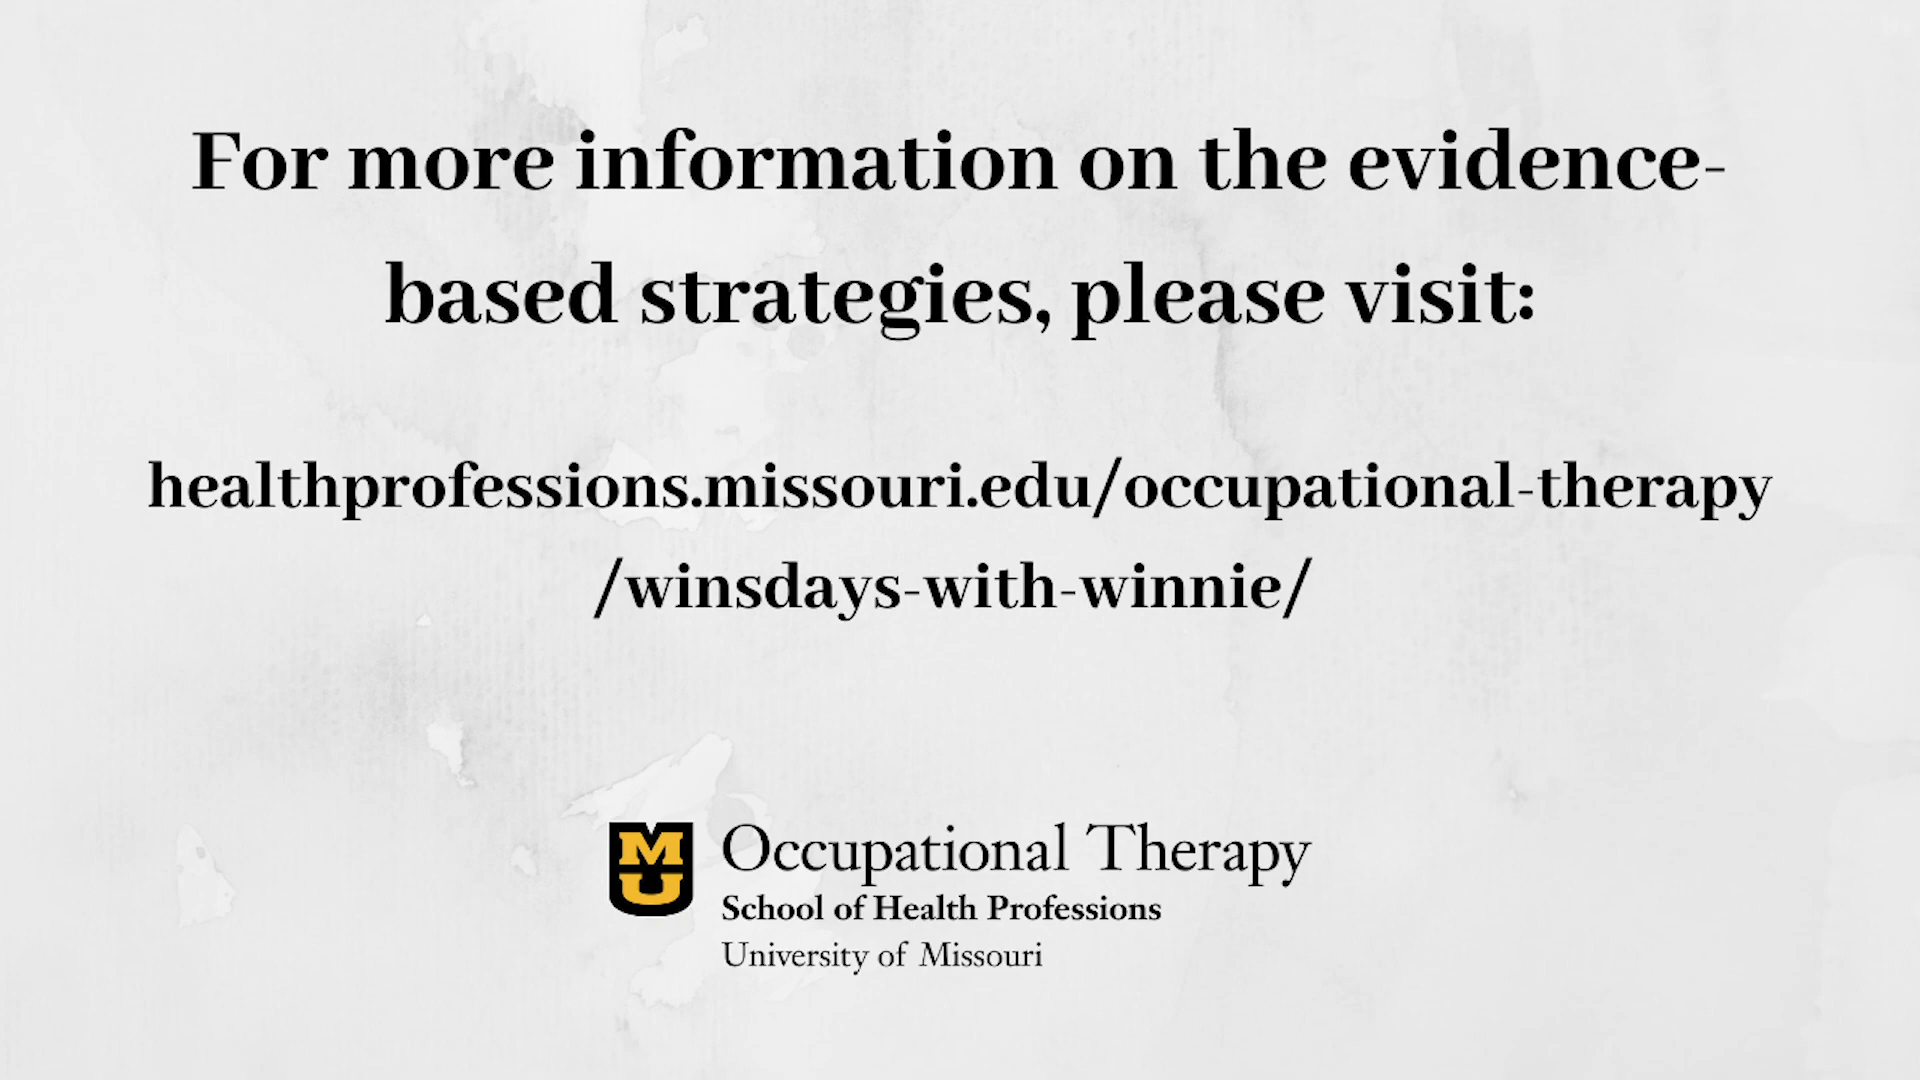 For more information on the evidence-
based strategies, please visit:
healthprofessions.missouri.edu/occupational-therapy
/winsdays-with-winnie/
MU
Occupational Therapy
School of Health Professions
University of Missouri